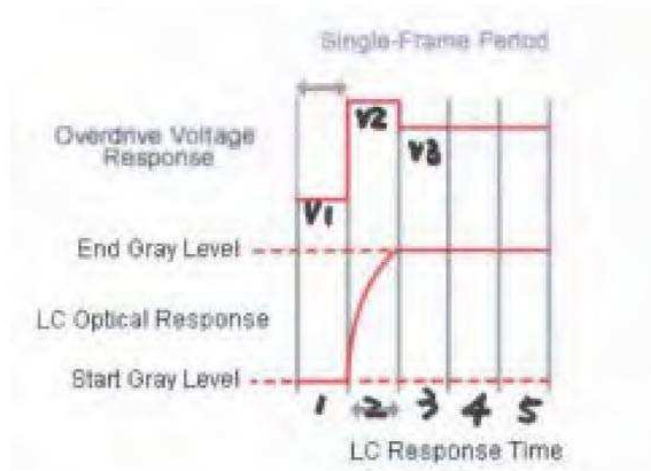 Single-Frame Period
V2
Overdrive Voltage
Response
V3
V1
End Gray Level
LC Optical Response
Start Gray Level
1 2 3 4 5
LC Response Time